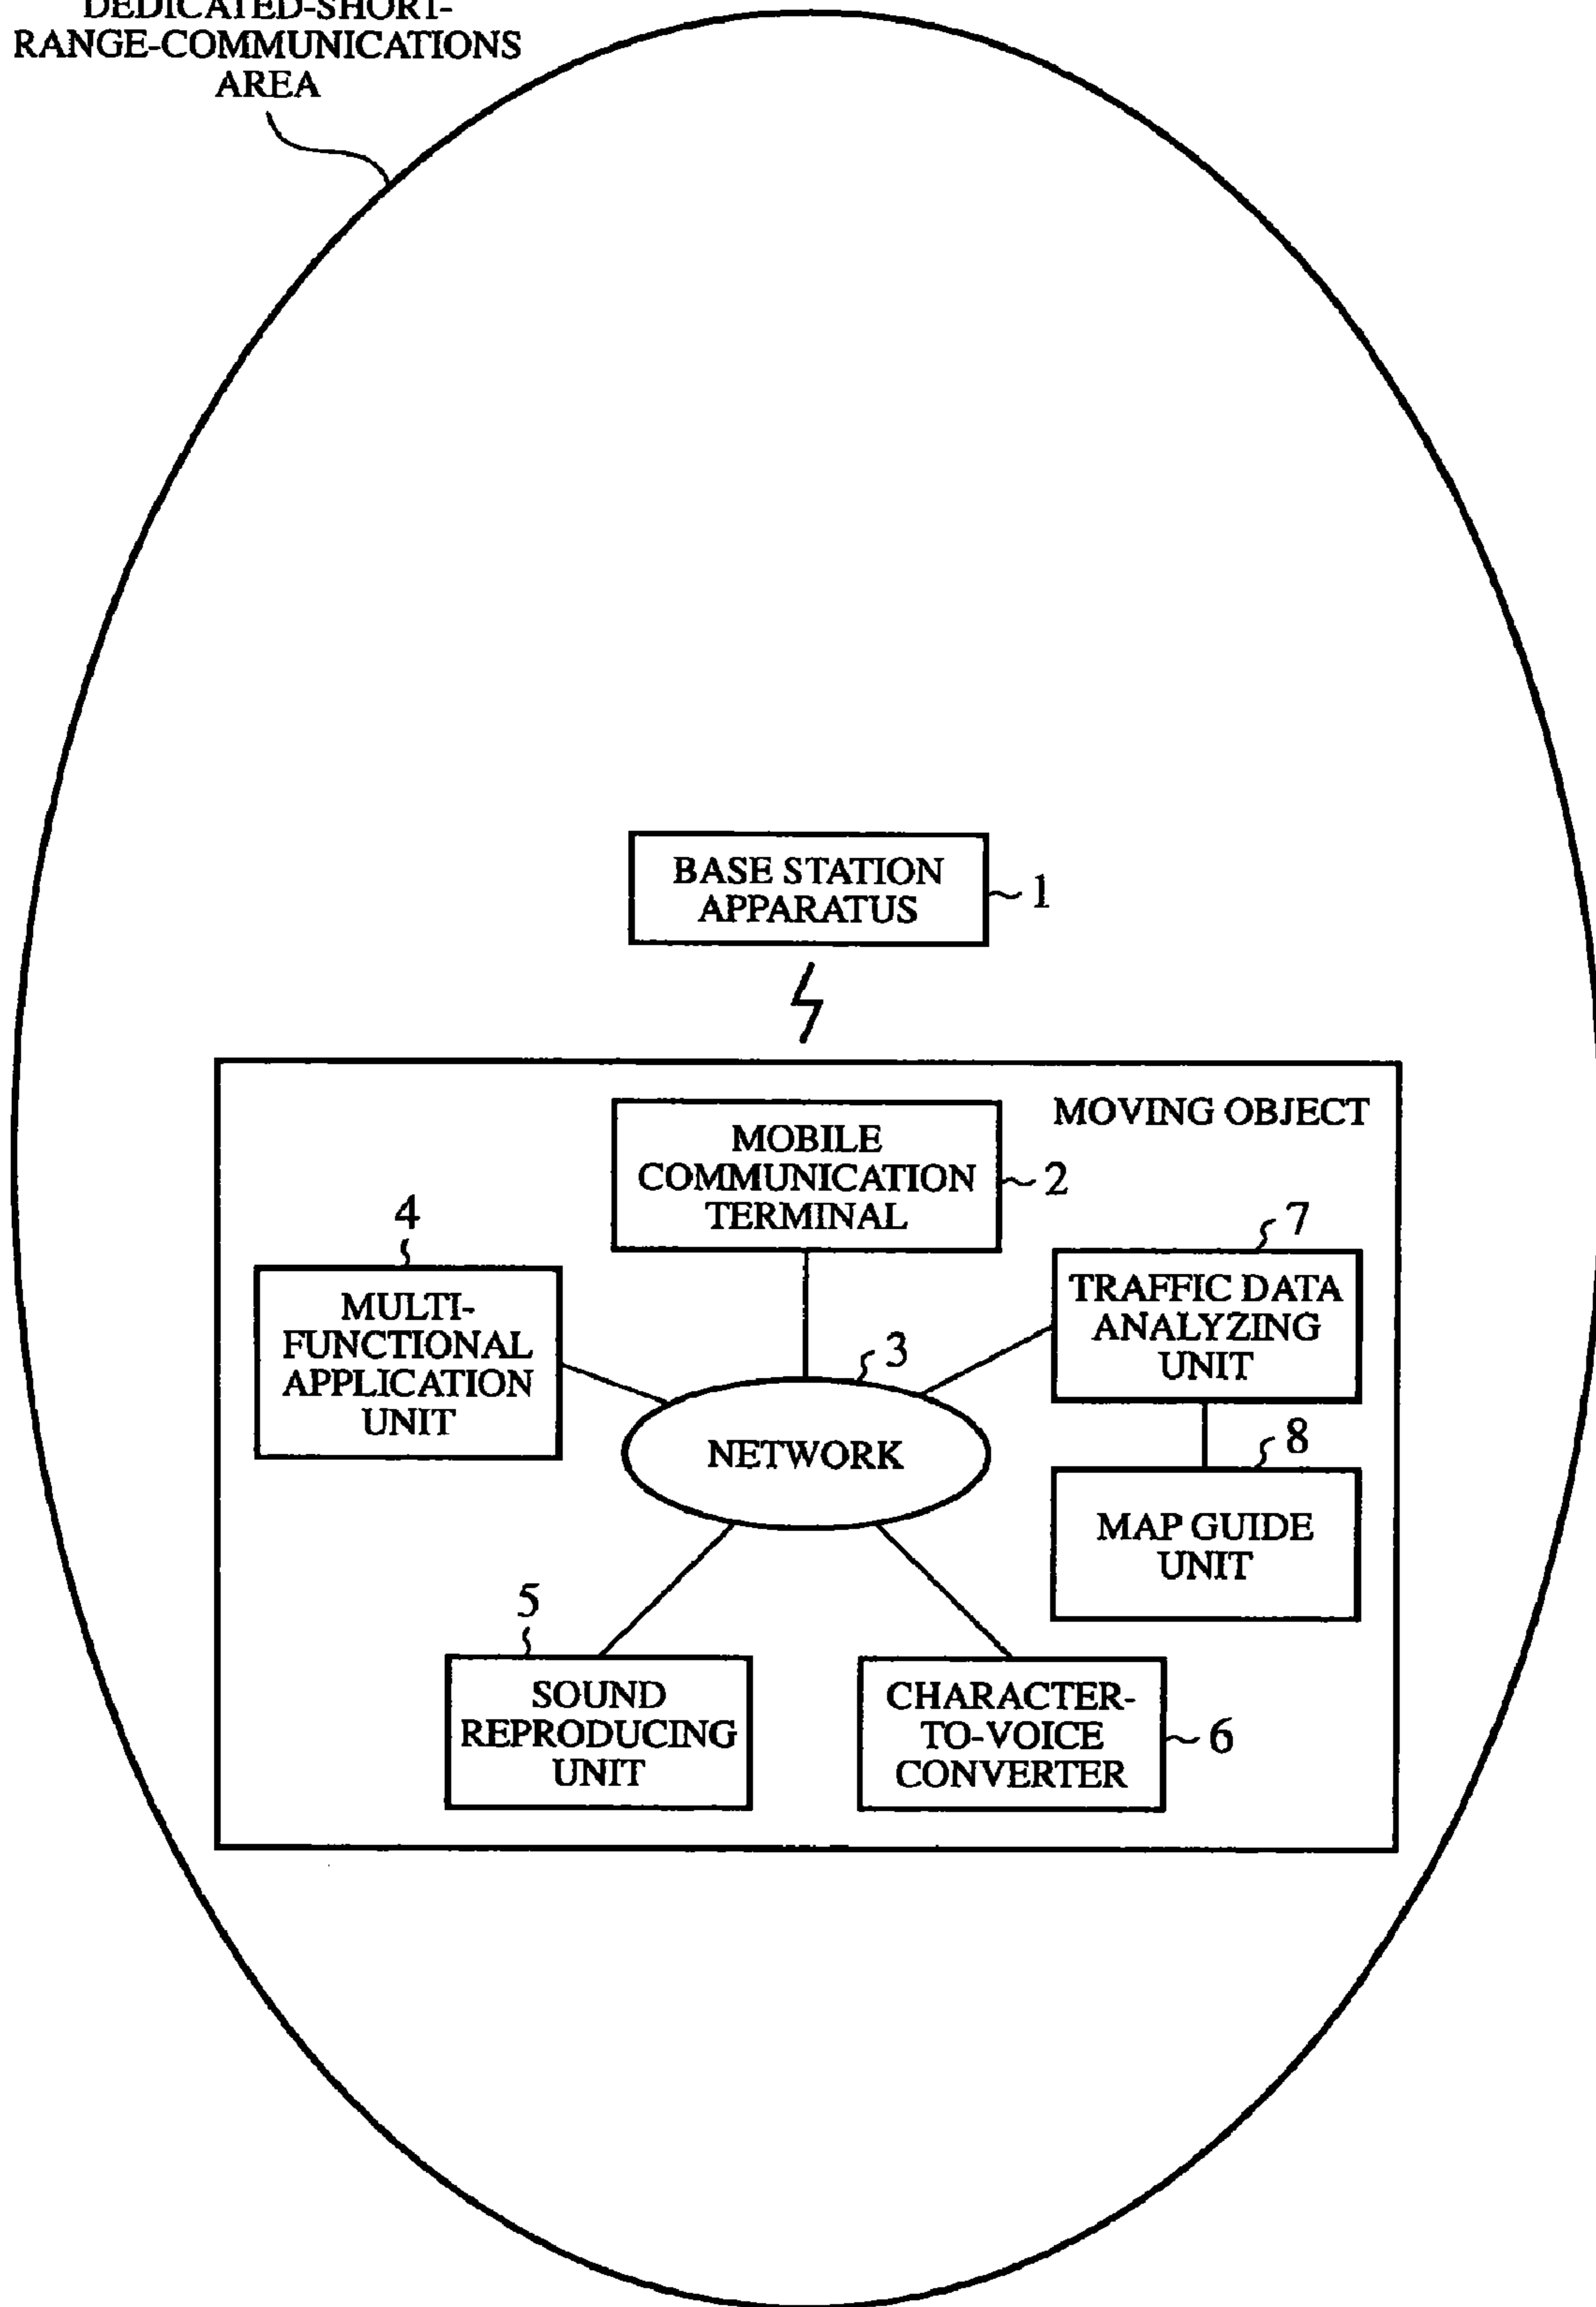 DEDICATED-SHORT-
RANGE-COMMUNICATIONS
AREA
BASE STATION
APPARATUS
1
MOVING OBJECT
MOBILE
COMMUNICATION
TERMINAL
2
4
MULTI-
FUNCTIONAL
APPLICATION
UNIT
7
TRAFFIC DATA
ANALYZING
UNIT
3
NETWORK
8
MAP GUIDE
UNIT
5
SOUND
REPRODUCING
UNIT
CHARACTER-
TO-VOICE
CONVERTER
6